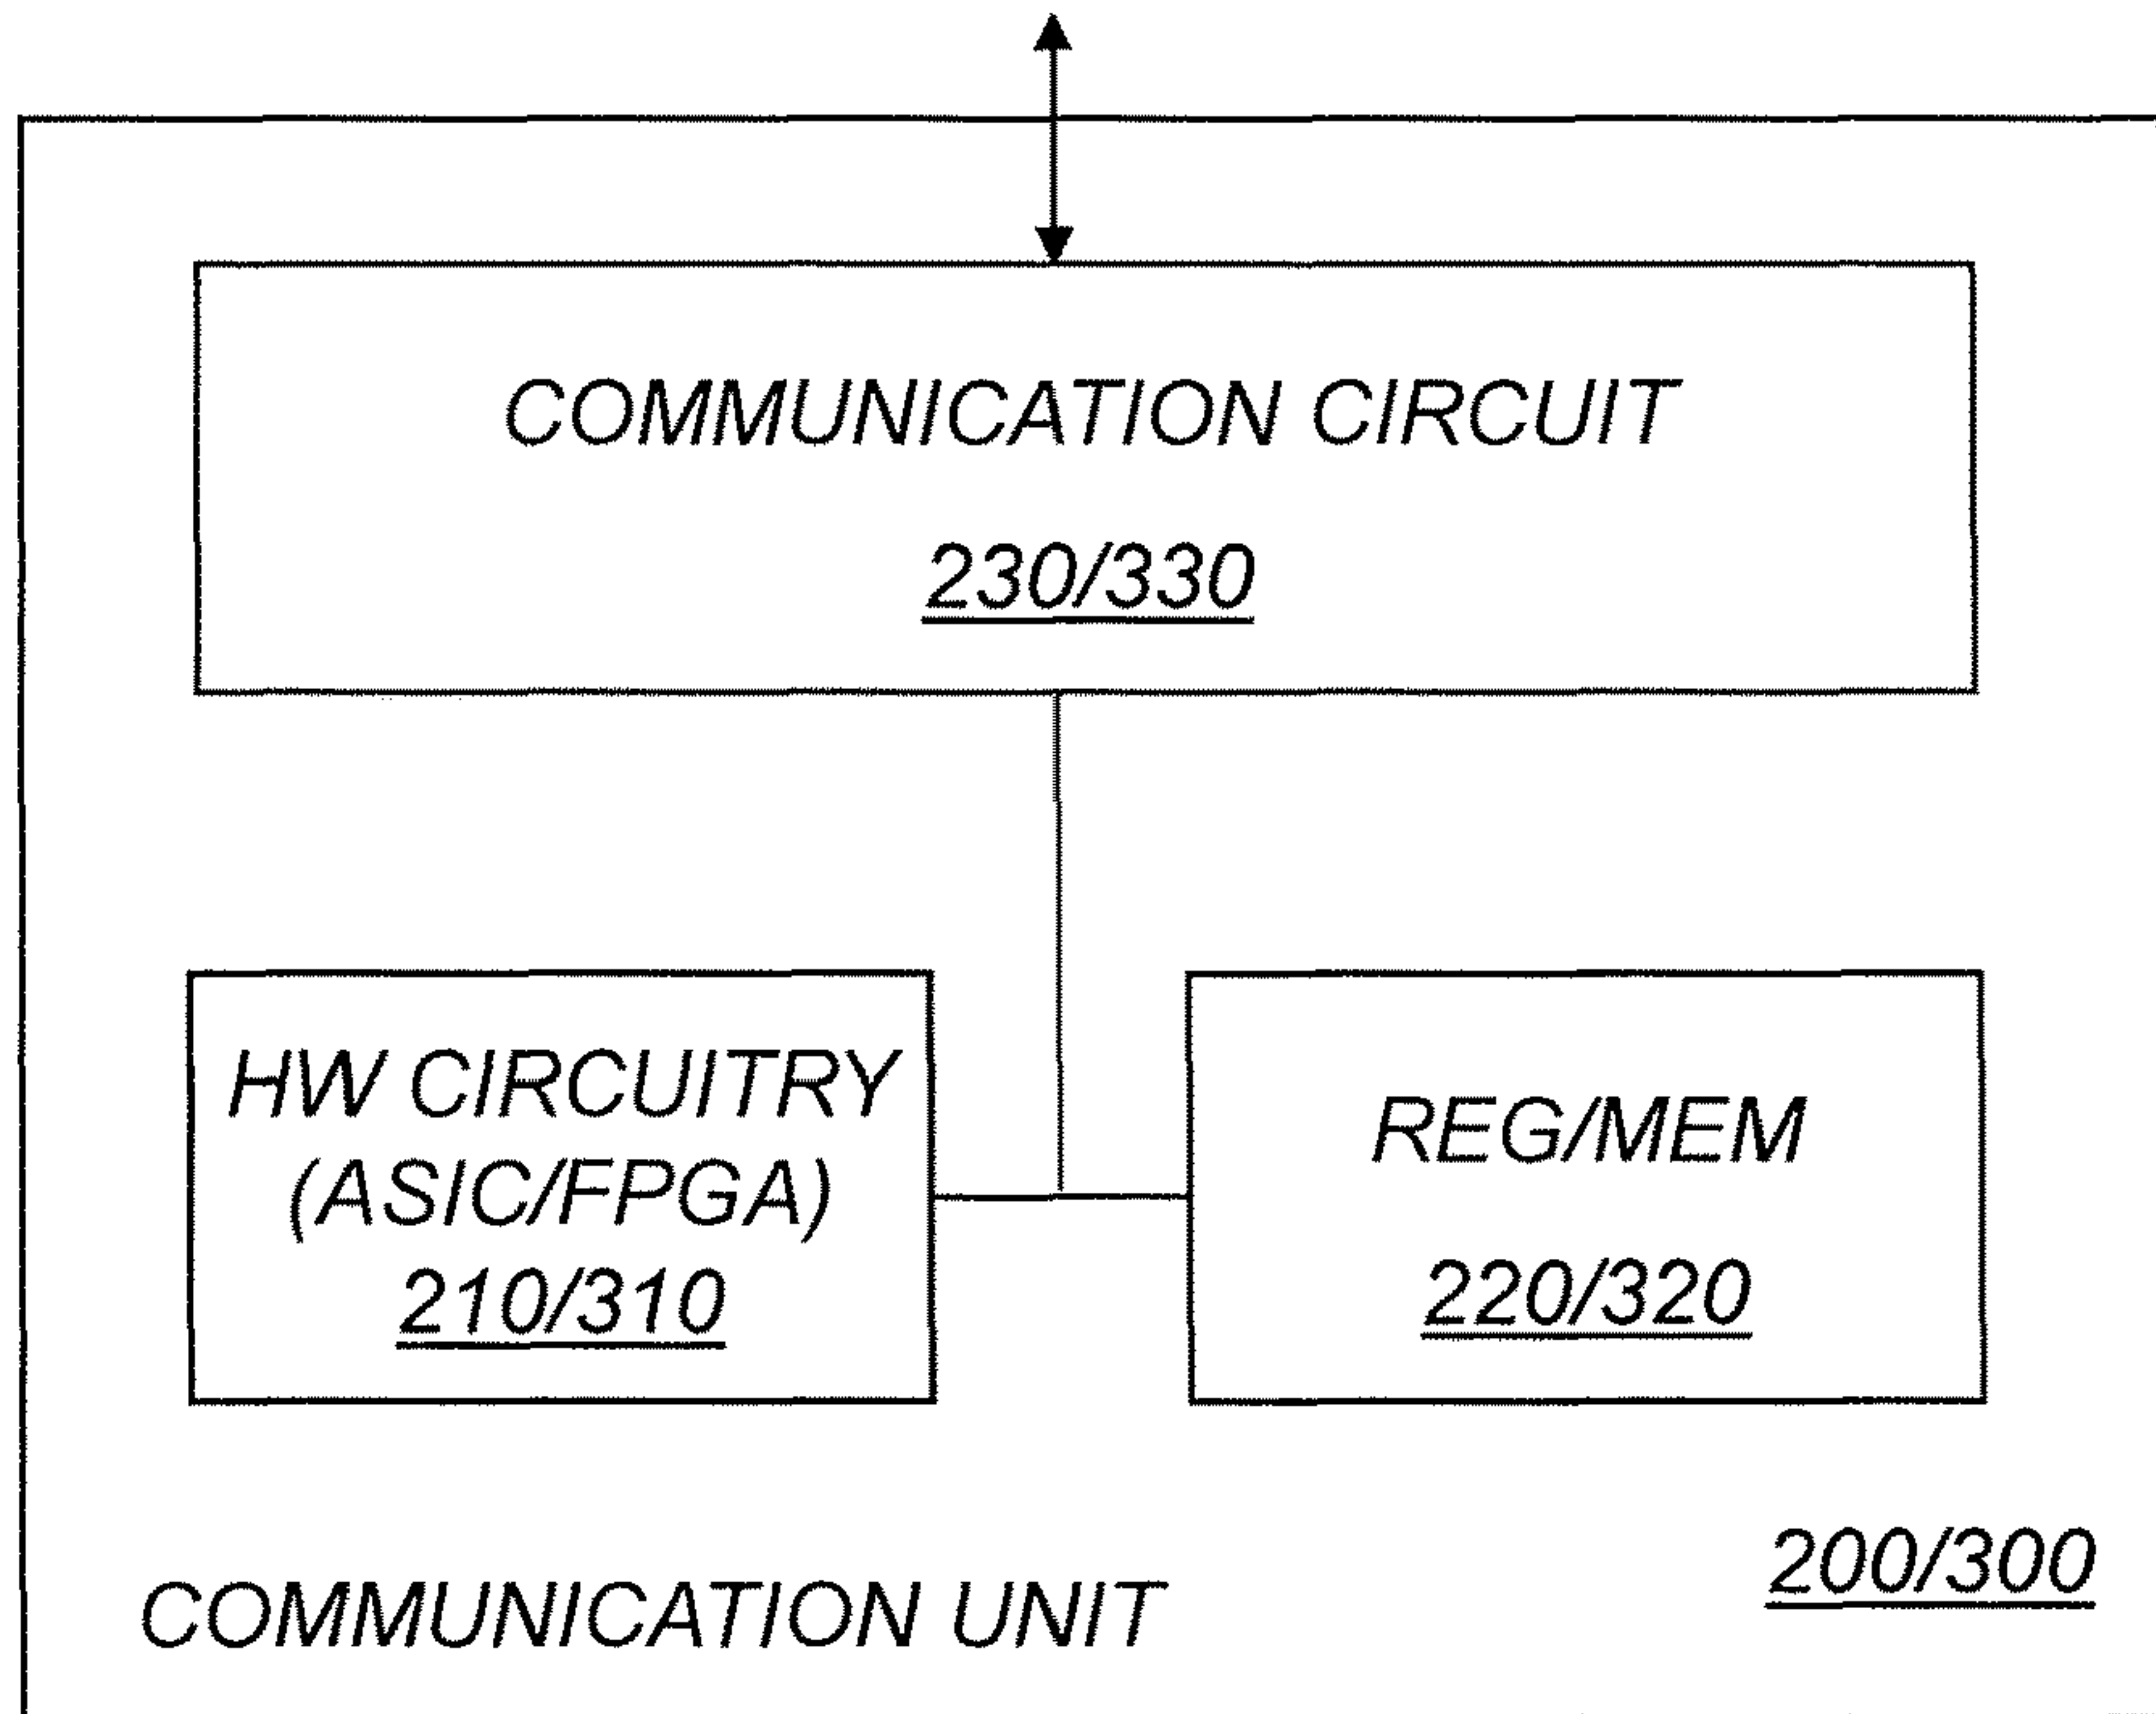 COMMUNICATION CIRCUIT
230/330
HW CIRCUITRY
(ASIC/FPGA)
210/310
REG/MEM
220/320
200/300
COMMUNICATION UNIT